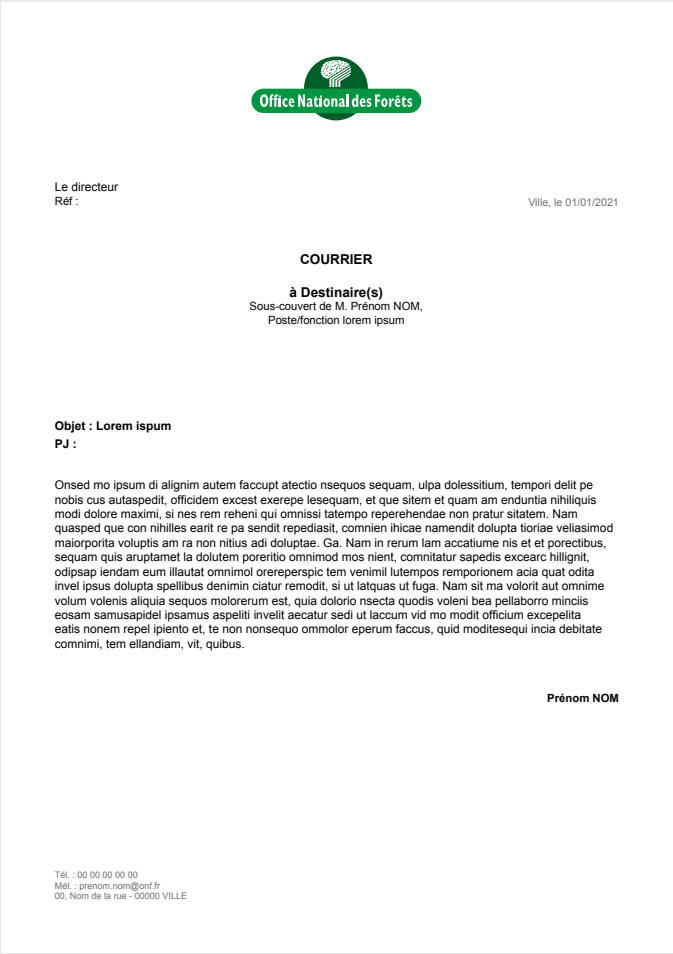 Office National des Forêts
Le directeur
Réf :
Ville, le 01/01/2021
COURRIER
à Destinaire(s)
Sous-couvert de M. Prénom NOM,
Poste/fonction lorem ipsum
Objet : Lorem ispum
PJ :
Onsed mo ipsum di alignim autem faccupt atectio nsequos sequam, ulpa dolessitium, tempori delit pe
nobis cus autaspedit, officidem excest exerepe lesequam, et que sitem et quam am enduntia nihiliquis
modi dolore maximi, si nes rem reheni qui omnissi tatempo reperehendae non pratur sitatem. Nam
quasped que con nihilles earit re pa sendit repediasit, comnien ihicae namendit dolupta tioriae veliasimod
maiorporita voluptis am ra non nitius adi doluptae. Ga. Nam in rerum lam accatiume nis et et porectibus,
sequam quis aruptamet la dolutem poreritio omnimod mos nient, comnitatur sapedis excearc hillignit,
odipsap iendam eum illautat omnimol orereperspic tem venimil lutempos remporionem acia quat odita
invel ipsus dolupta spellibus denimin ciatur remodit, si ut latquas ut fuga. Nam sit ma volorit aut omnime
volum volenis aliquia sequos molorerum est, quia dolorio nsecta quodis voleni bea pellaborro minciis
eosam samusapidel ipsamus aspeliti invelit aecatur sedi ut laccum vid mo modit officium excepelita
eatis nonem repel ipiento et, te non nonsequo ommolor eperum faccus, quid moditesequi incia debitate
comnimi, tem ellandiam, vit, quibus.
Prénom NOM
Tél. : 00 00 00 00 00
Mél. : prenom.nom@onf.fr
00, Nom de la rue - 00000 VILLE